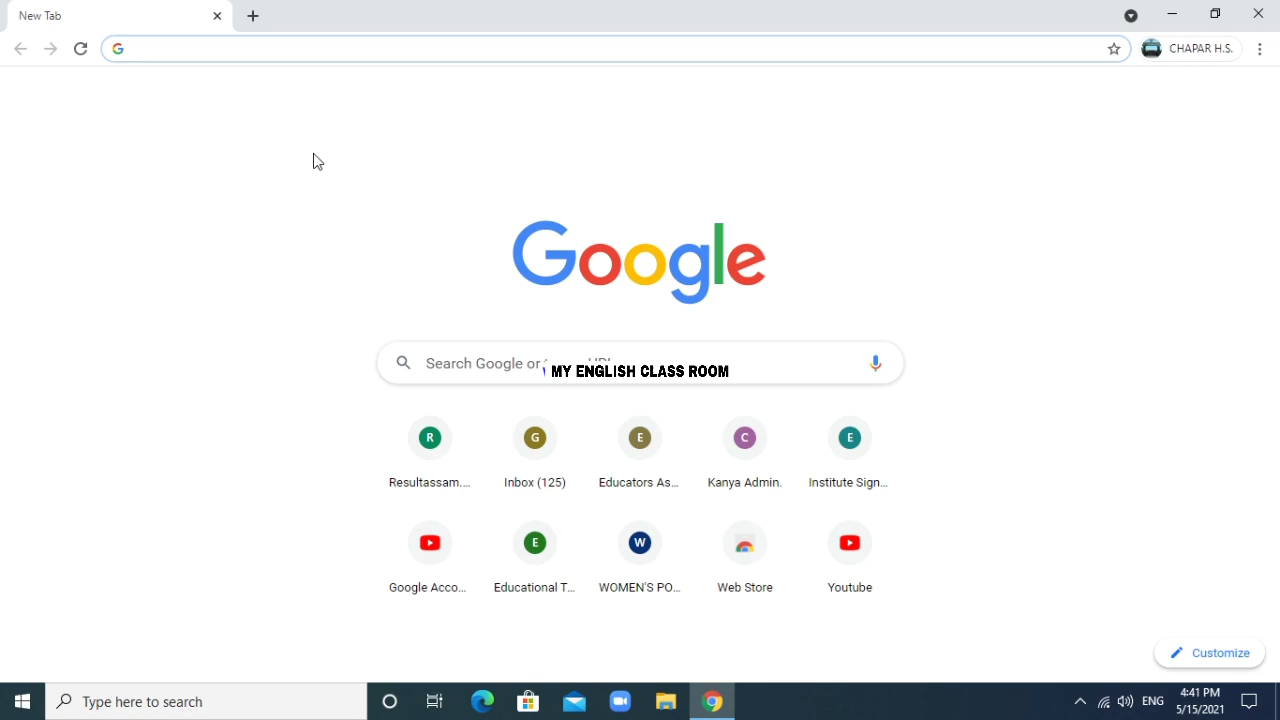 New Tab
CHAPAR H.S.
Google
Search Google or
MY ENGLISH CLASS ROOM
R
G
E
C
E
Resultassam....
Inbox (125)
Educators As...
Kanya Admin.
Institute Sign...
E
W
Google Acco...
Educational T...
WOMEN'S PO...
Web Store
Youtube
Customize
Type here to search
ENG
4:41 PM
5/15/2021